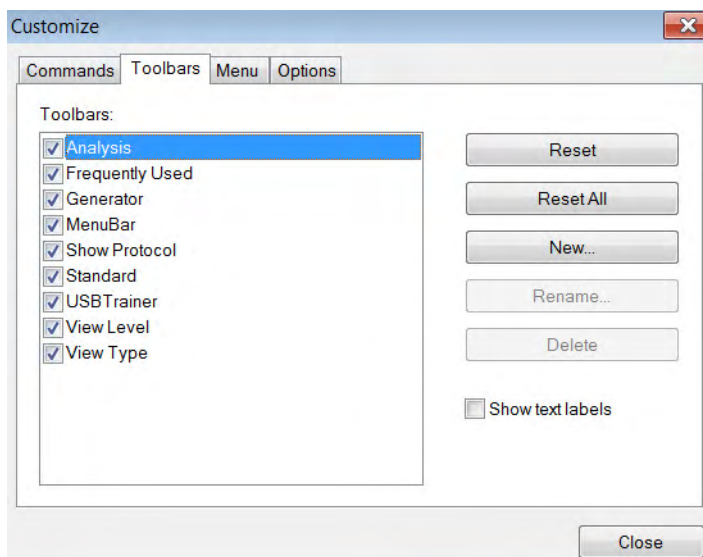 Customize
Commands Toolbars Menu Options
Toolbars:
Analysis
Frequently Used
Generator
MenuBar
Show Protocol
Standard
USBTrainer
View Level
View Type
Reset
Reset All
New...
Rename...
Delete
Show text labels
Close